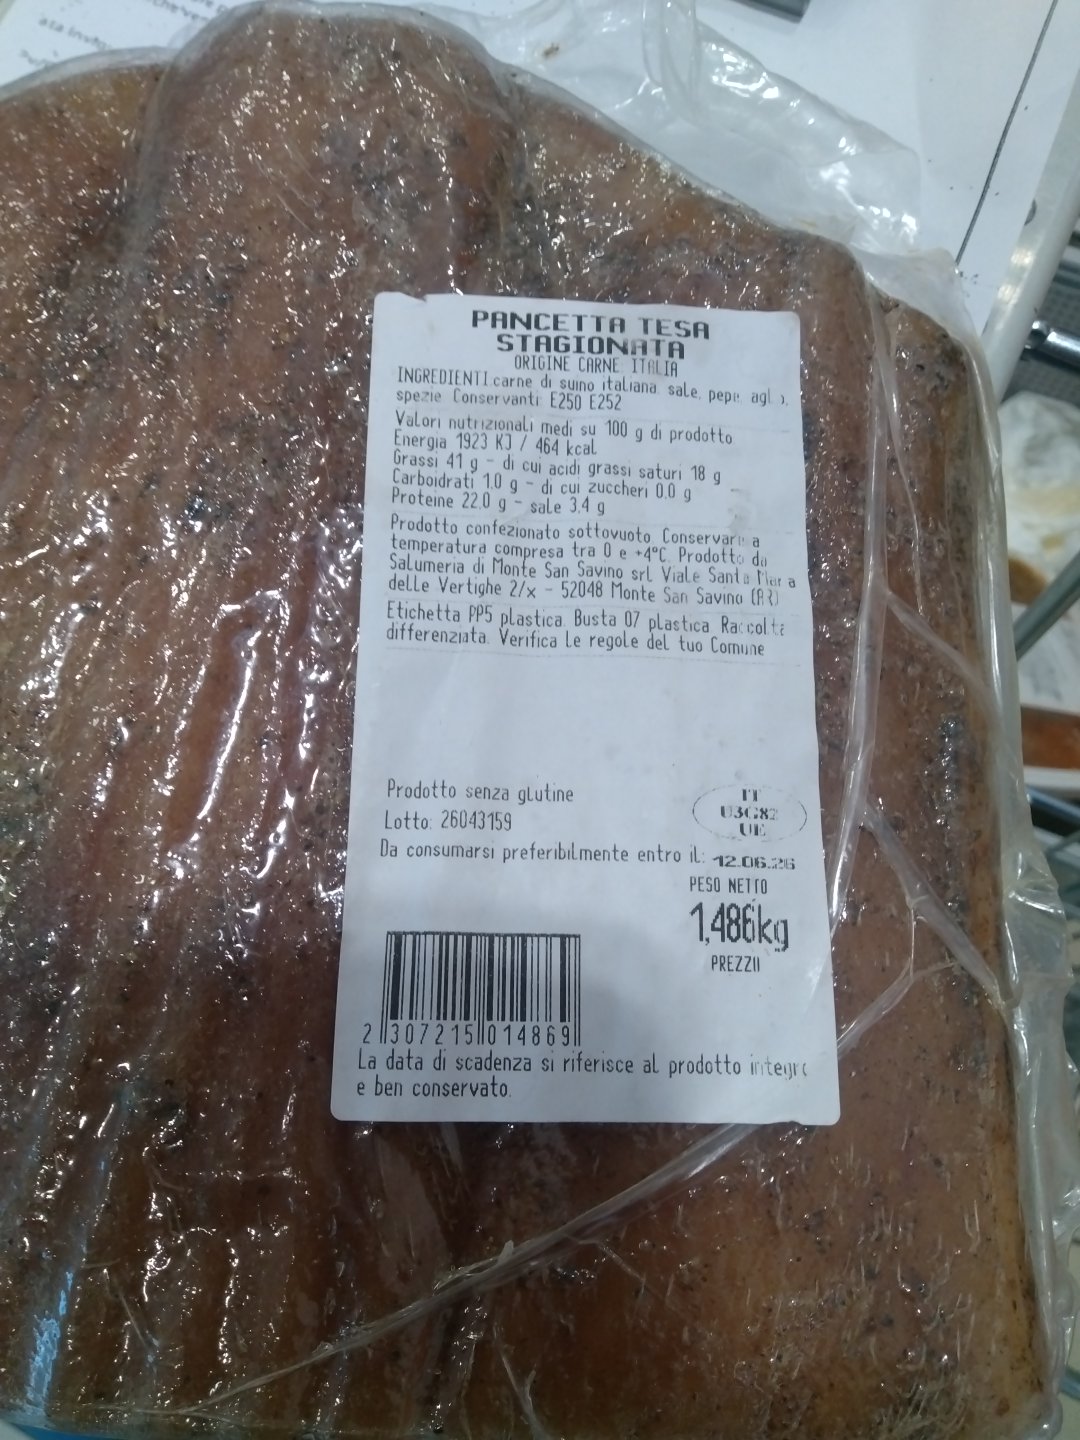 PANCETTA TESA
STAGIONATA
ORIGINE CARNE ITALIA
INGREDIENTI carne di suino italiana. sale, pepe, aglio,
spezie Conservanti: E250 E252
Valori nutrizionali medi su 100 g di prodotto
Energia 1923 KJ / 464 kcal
Grassi 41 g - di cui acidi grassi saturi 18 g
Carboidrati 1.0 g - di cui zuccheri 0.0 g
Proteine 22.0 g - sale 3.4 g
Prodotto confezionato sottovuoto. Conservare a
temperatura compresa tra 0 e +4°C. Prodotto da
Salumeria di Monte San Savino srl Viale Santa Maria
delle Vertighe 2/x - 52048 Monte San Savino (AR)
Etichetta PP5 plastica. Busta 07 plastica. Raccolta
differenziata. Verifica le regole del tuo Comune
Prodotto senza glutine
Lotto: 26043159
Da consumarsi preferibilmente entro il: 12.06.26
IT
UE
PESO NETTO
1,486kg
PREZZO
2 307215 014869
La data di scadenza si riferisce al prodotto integro
e ben conservato.